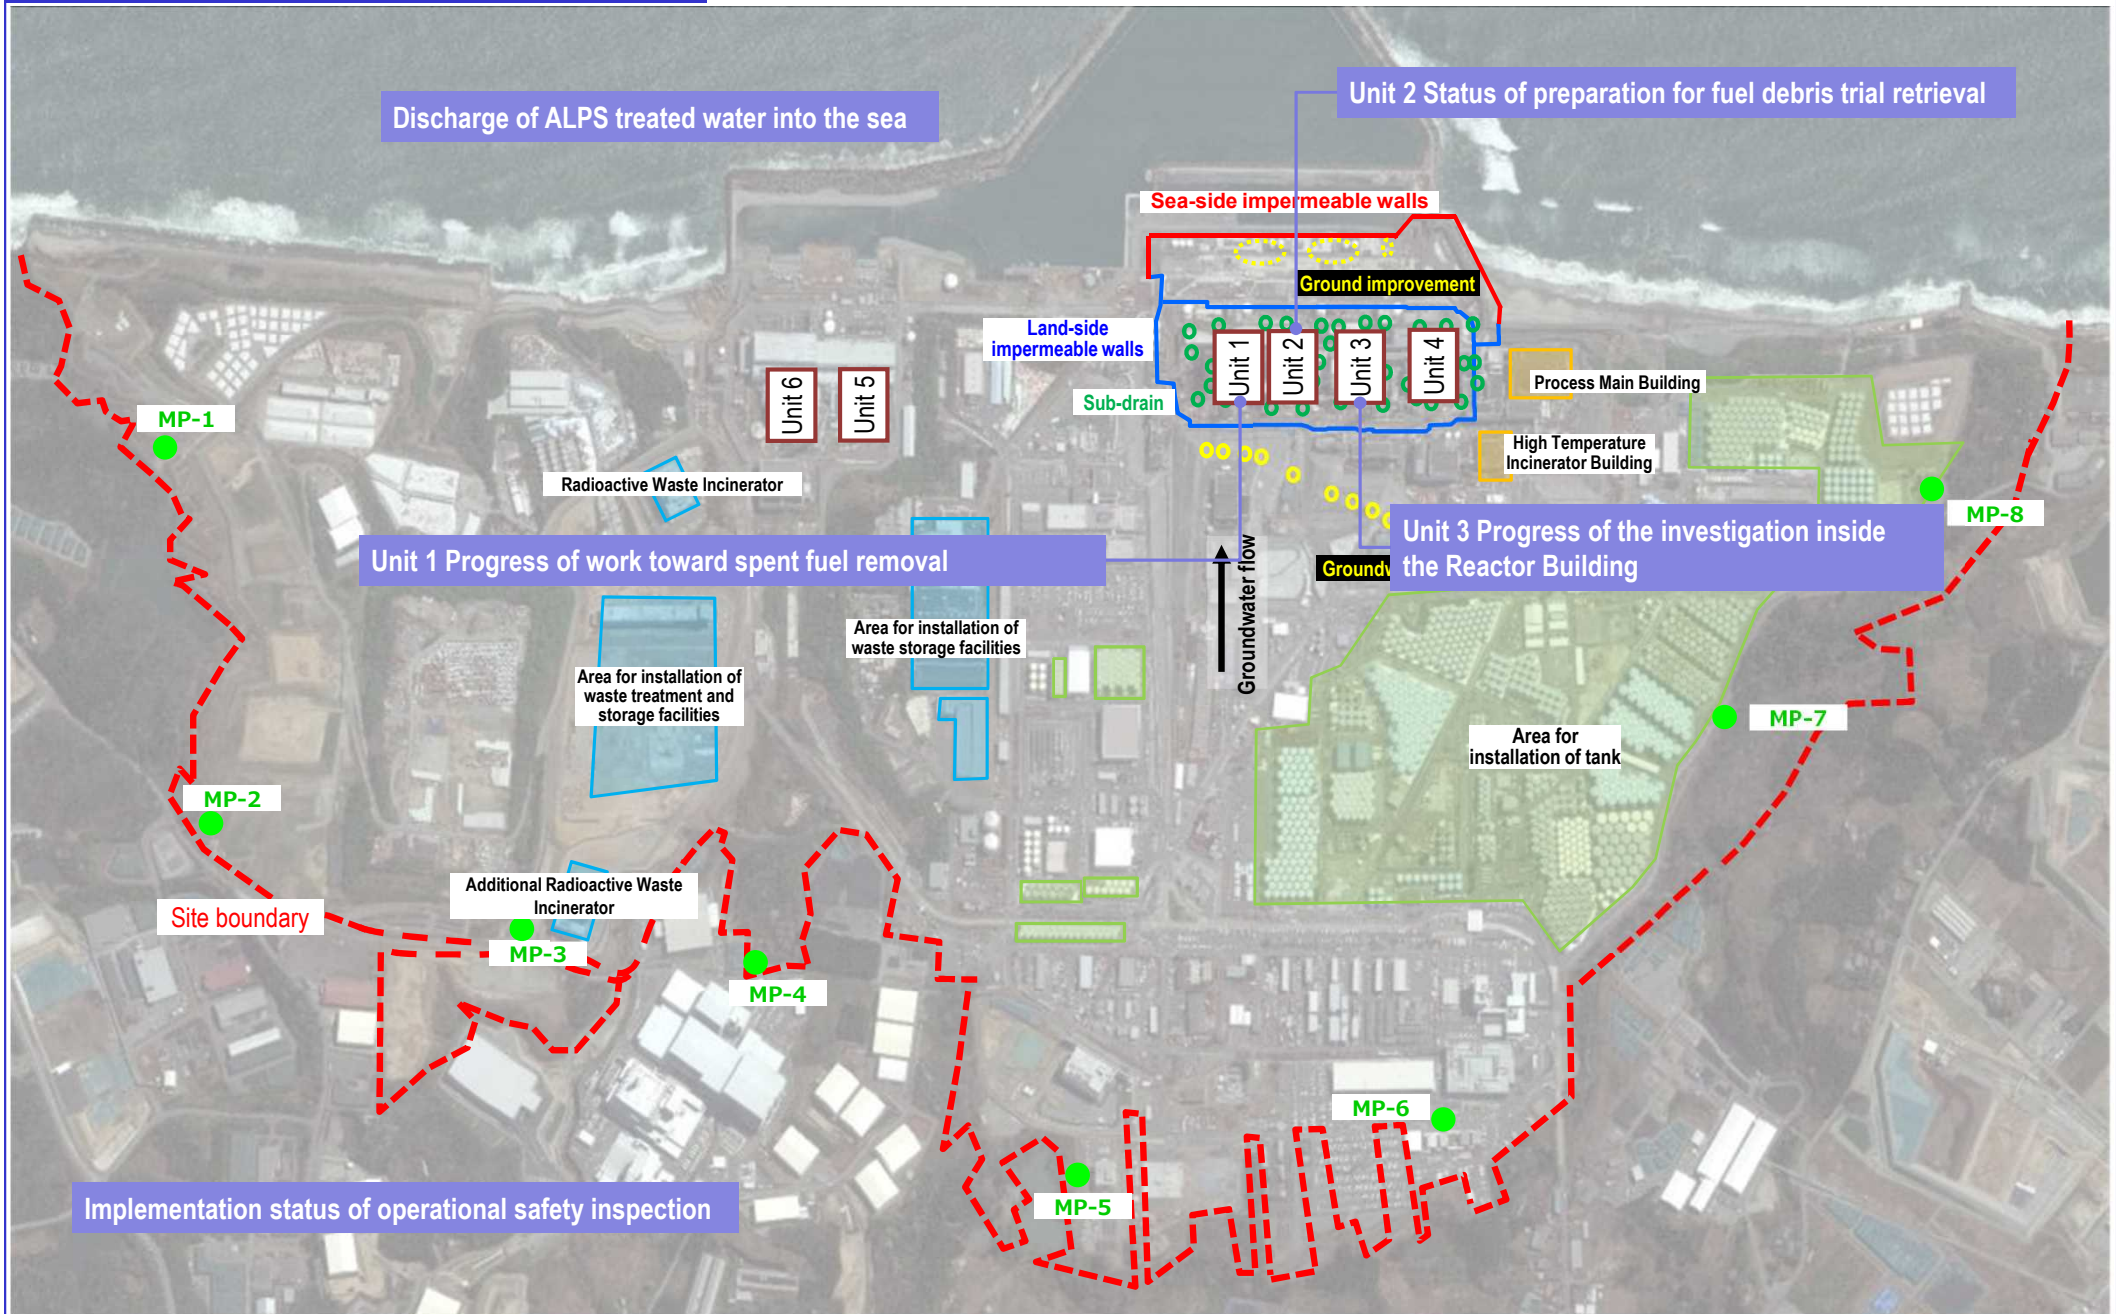 Discharge of ALPS treated water into the sea
Unit 2 Status of preparation for fuel debris trial retrieval
Sea-side impermeable walls
Ground improvement
Land-side
impermeable walls
Unit 1
Unit 2
Unit 3
Unit 4
Unit 6
Unit 5
Sub-drain
Process Main Building
MP-1
High Temperature
Incinerator Building
Radioactive Waste Incinerator
MP-8
Unit 3 Progress of the investigation inside
the Reactor Building
Unit 1 Progress of work toward spent fuel removal
Groundwater flow
Area for installation of
waste storage facilities
Area for installation of
waste treatment and
storage facilities
MP-7
Area for
installation of tank
MP-2
Additional Radioactive Waste
Incinerator
Site boundary
MP-3
MP-4
MP-6
MP-5
Implementation status of operational safety inspection